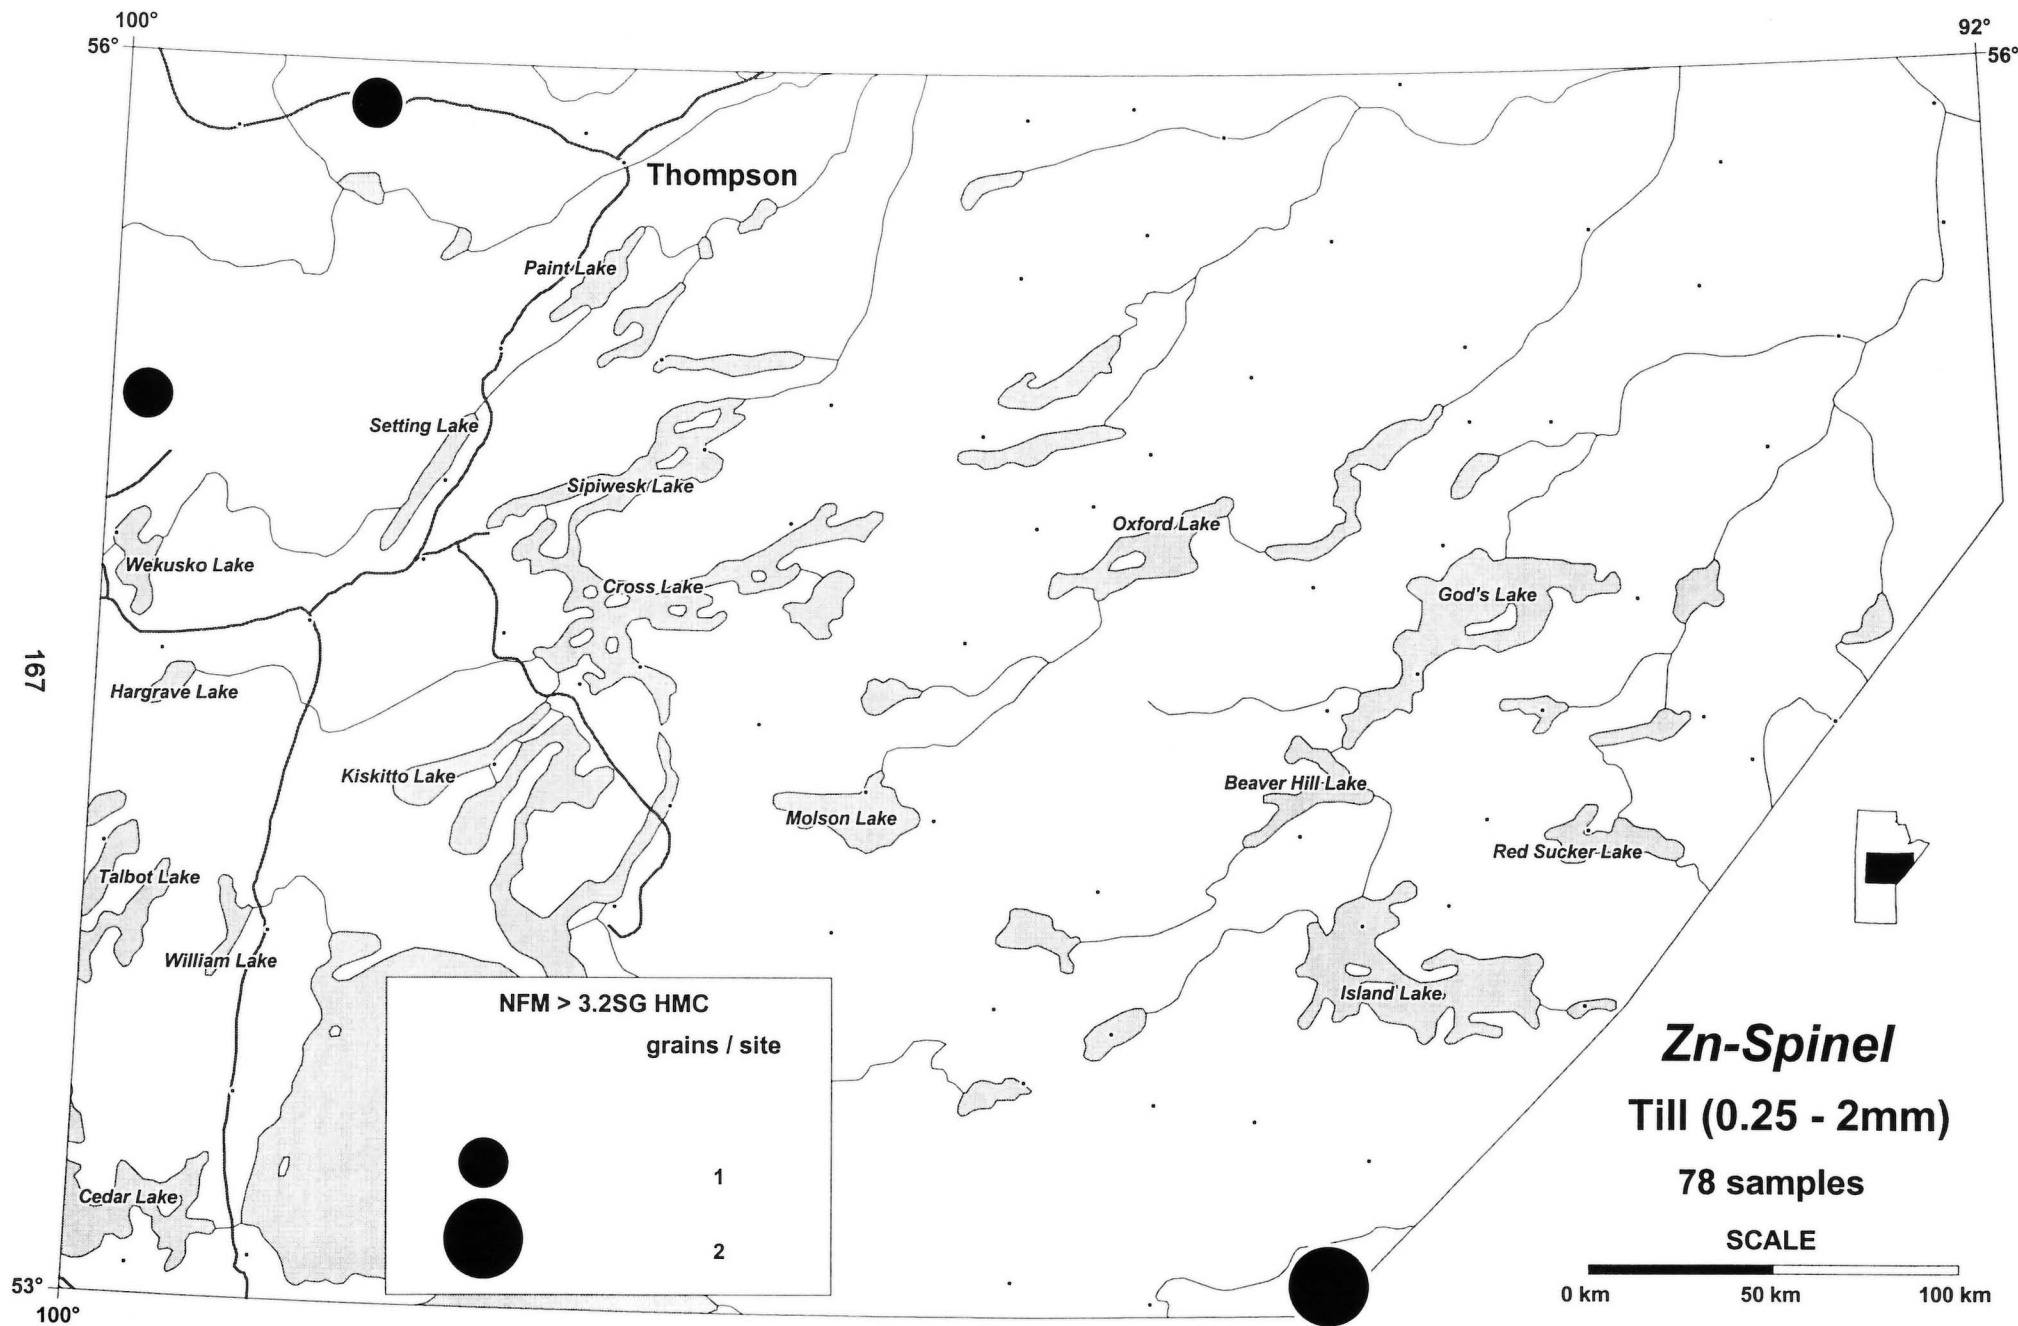 100°
92°
56°
56°
Thompson
Paint Lake
Setting Lake
Sipiwesk Lake
Oxford Lake
Wekusko Lake
Cross Lake
God's Lake
167
Hargrave Lake
Kiskitto Lake
Beaver Hill Lake
Molson Lake
Red Sucker Lake
Talbot Lake
William Lake
Island Lake
NFM > 3.2SG HMC
grains / site
1
2
Zn-Spinel
Till (0.25 - 2mm)
78 samples
SCALE
0 km 50 km 100 km
Cedar Lake
53°
100°